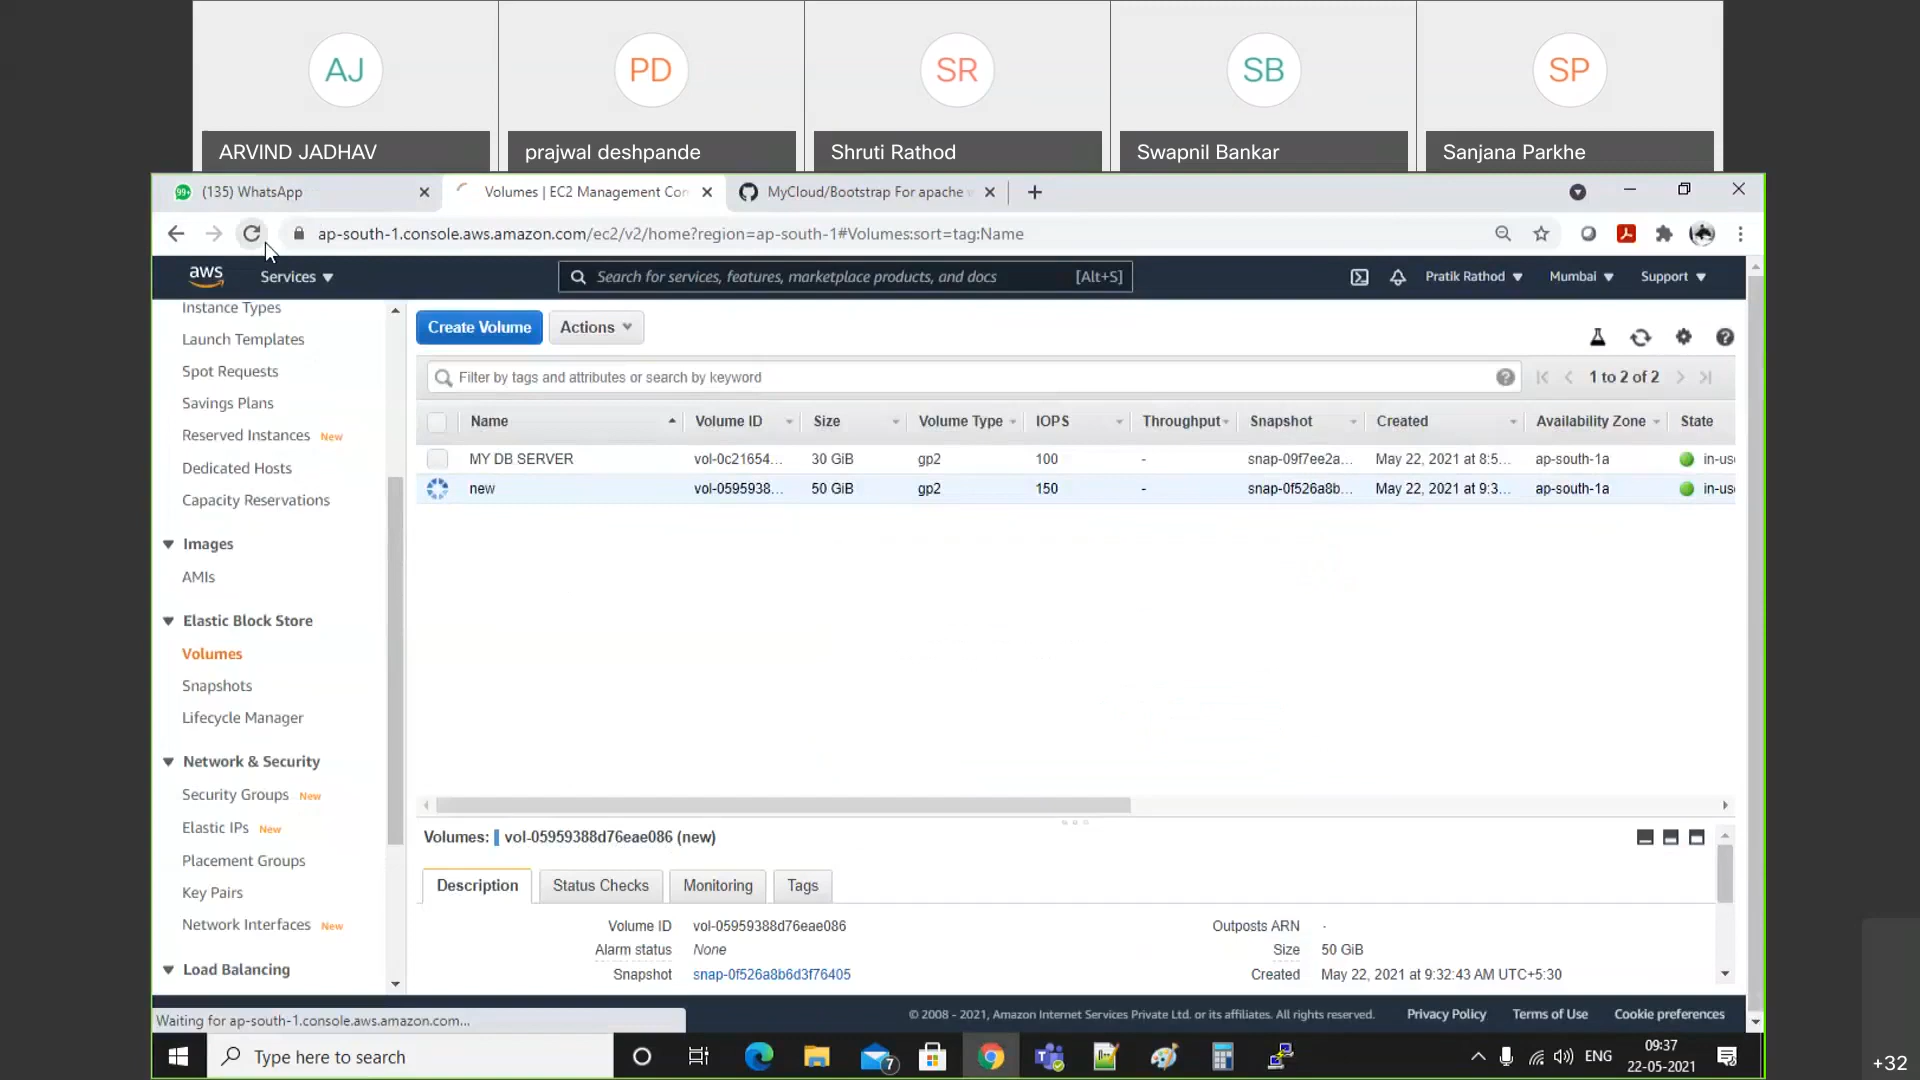 AJ
PD
SR
SB
SP
ARVIND JADHAV
prajwal deshpande
Shruti Rathod
Swapnil Bankar
Sanjana Parkhe
99+
(135) WhatsApp
Volumes | EC2 Management Con
MyCloud/Bootstrap For apache
ap-south-1.console.aws.amazon.com/ec2/v2/home?region=ap-south-1#Volumes:sort=tag:Name
aws
Services
Search for services, features, marketplace products, and docs
[Alt+S]
Pratik Rathod
Mumbai
Support
Instance Types
Launch Templates
Spot Requests
Savings Plans
Reserved Instances New
Dedicated Hosts
Capacity Reservations
Images
AMIs
Elastic Block Store
Volumes
Snapshots
Lifecycle Manager
Network & Security
Security Groups New
Elastic IPs New
Placement Groups
Key Pairs
Network Interfaces New
Load Balancing
Create Volume
Actions
Filter by tags and attributes or search by keyword
1 to 2 of 2
Name Volume ID Size Volume Type IOPS Throughput Snapshot Created Availability Zone State
MY DB SERVER vol-0c21654... 30 GiB gp2 100 - snap-09f7ee2a... May 22, 2021 at 8:5... ap-south-1a in-us
new vol-0595938... 50 GiB gp2 150 - snap-0f526a8b... May 22, 2021 at 9:3... ap-south-1a in-us
Volumes: vol-05959388d76eae086 (new)
Description
Status Checks
Monitoring
Tags
Volume ID vol-05959388d76eae086
Outposts ARN -
Alarm status None
Size 50 GiB
Snapshot snap-0f526a8b6d3f76405
Created May 22, 2021 at 9:32:43 AM UTC+5:30
Waiting for ap-south-1.console.aws.amazon.com...
© 2008 - 2021, Amazon Internet Services Private Ltd. or its affiliates. All rights reserved.
Privacy Policy
Terms of Use
Cookie preferences
Type here to search
7
ENG
09:37
22-05-2021
+32